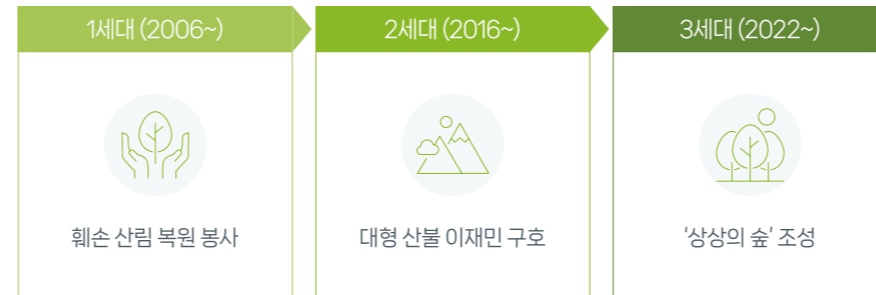 1세대 (2006~)
2세대 (2016~)
3세대 (2022~)
훼손 산림 복원 봉사
대형 산불 이재민 구호
'상상의 숲' 조성